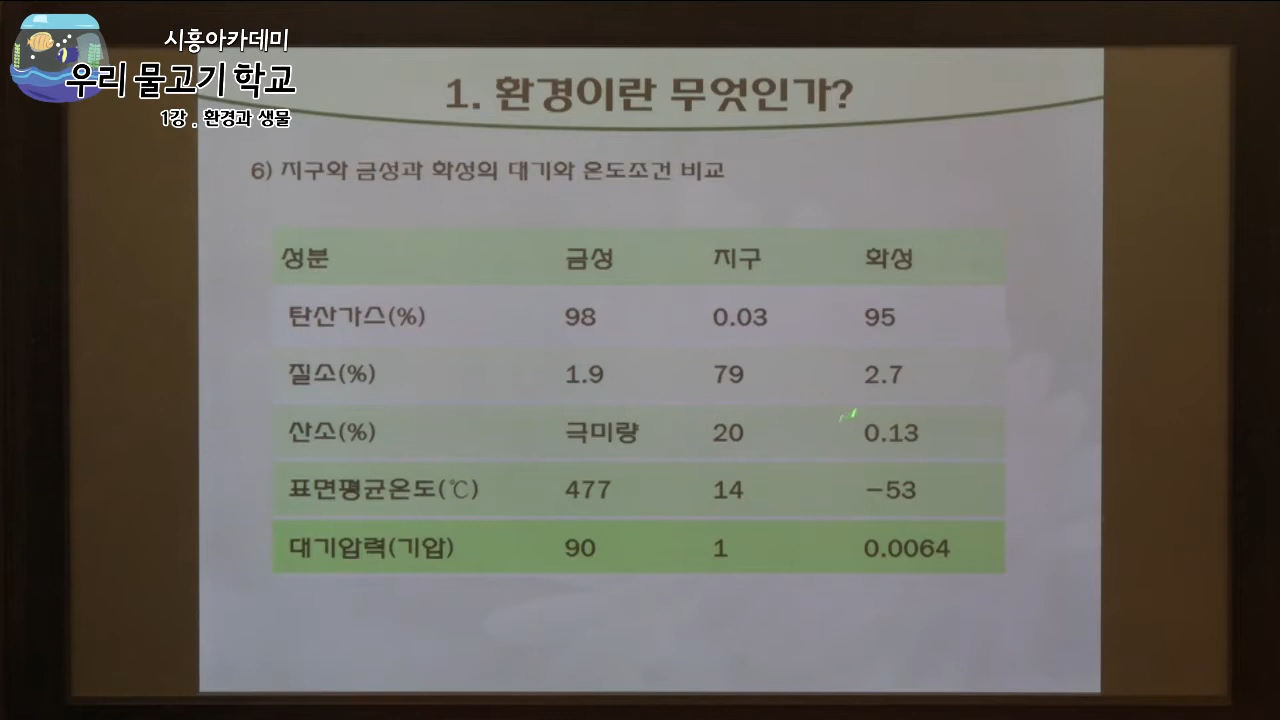 시흥아카데미
우리 물고기 학교
1강 . 환경과 생물
1. 환경이란 무엇인가?
6) 지구와 금성과 화성의 대기와 온도조건 비교
성분 금성 지구 화성
탄산가스(%) 98 0.03 95
질소(%) 1.9 79 2.7
산소(%) 극미량 20 0.13
표면평균온도(℃) 477 14 -53
대기압력(기압) 90 1 0.0064